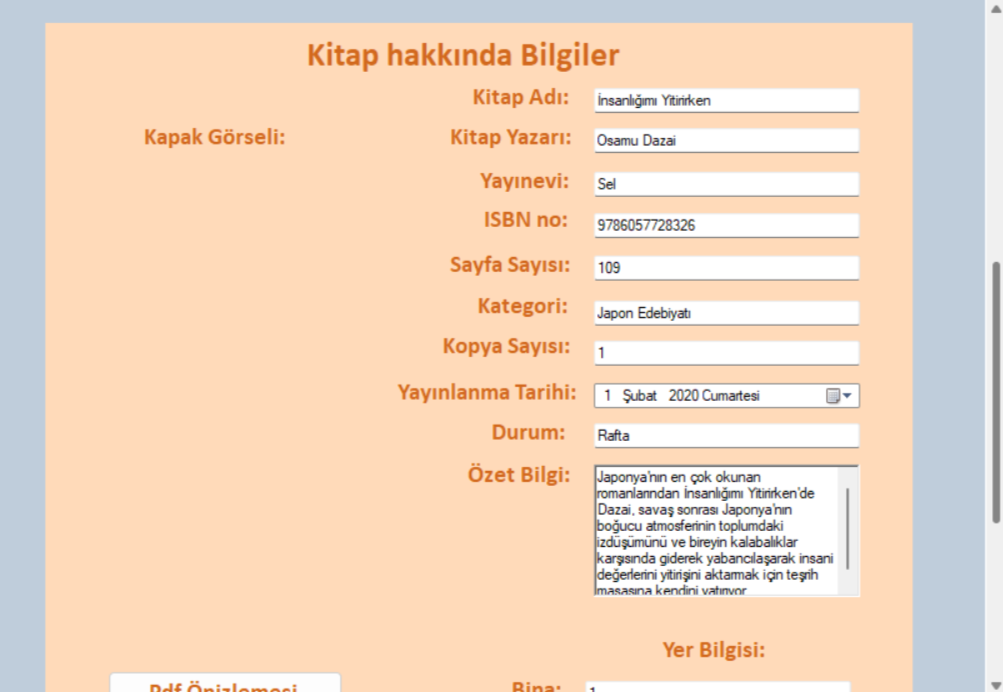 Kitap hakkında Bilgiler
Kitap Adı: İnsanlığımı Yitirirken
Kapak Görseli: Kitap Yazarı: Osamu Dazai
Yayınevi: Sel
ISBN no: 9786057728326
Sayfa Sayısı: 109
Kategori: Japon Edebiyatı
Kopya Sayısı: 1
Yayınlanma Tarihi: 1 Şubat 2020 Cumartesi
Durum: Rafta
Özet Bilgi: Japonya'nın en çok okunan
romanlarından İnsanlığımı Yitirirken'de
Dazai, savaş sonrası Japonya'nın
boğucu atmosferinin toplumdaki
izdüşümünü ve bireyin kalabalıklar
karşısında giderek yabancılaşarak insani
değerlerini yitirişini aktarmak için teşrih
masasına kendini yatırıyor
Yer Bilgisi:
Pdf Önizlemesi Bina: 1